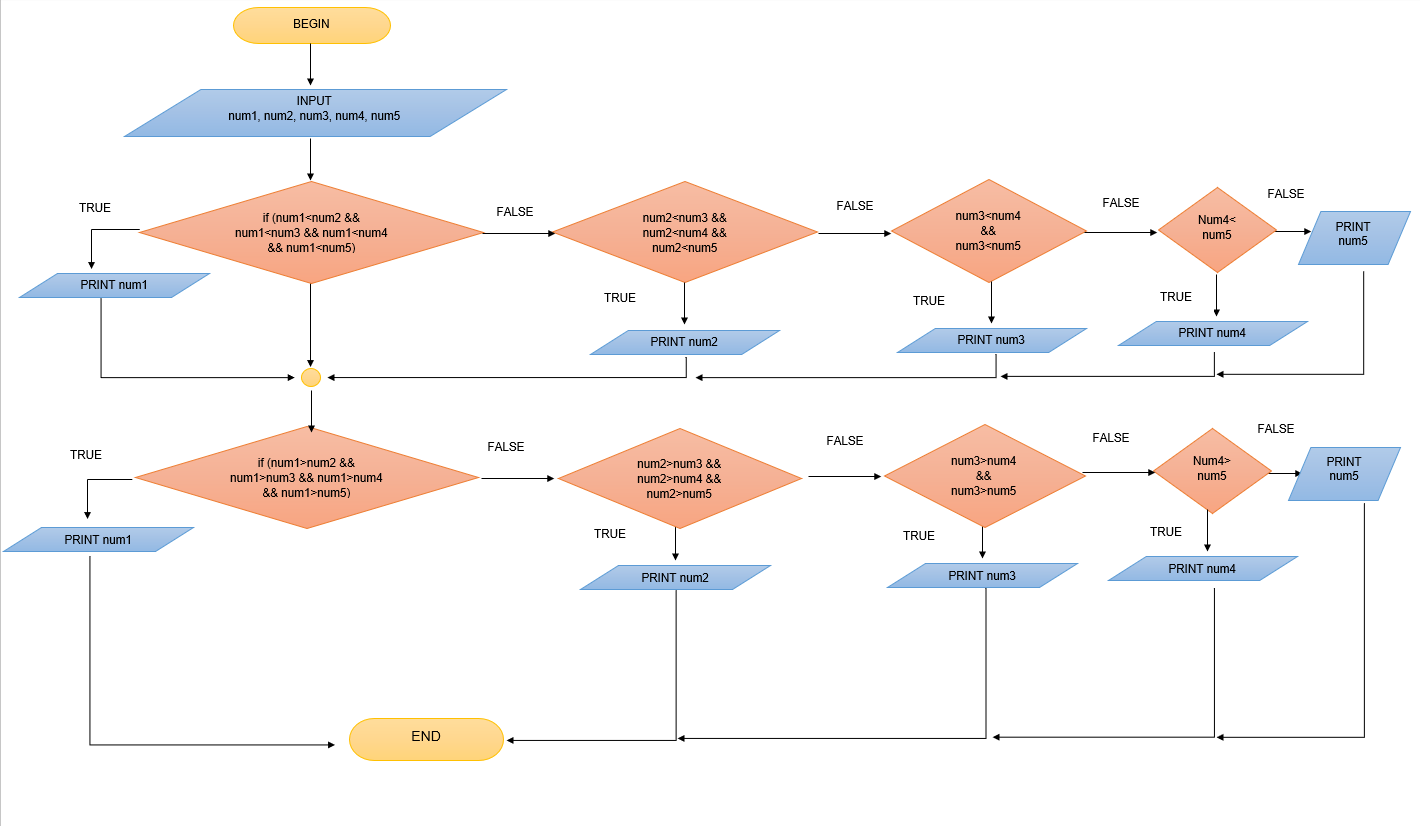 BEGIN
INPUT
num1, num2, num3, num4, num5
TRUE
if (num1<num2 &&
num1<num3 && num1<num4
&& num1<num5)
FALSE
num2<num3 &&
num2<num4 &&
num2<num5
FALSE
num3<num4
&&
num3<num5
FALSE
Num4<
num5
FALSE
PRINT
num5
PRINT num1
TRUE
PRINT num2
TRUE
PRINT num3
TRUE
PRINT num4
TRUE
if (num1>num2 &&
num1>num3 && num1>num4
&& num1>num5)
FALSE
num2>num3 &&
num2>num4 &&
num2>num5
FALSE
num3>num4
&&
num3>num5
FALSE
Num4>
num5
FALSE
PRINT
num5
PRINT num1
TRUE
PRINT num2
TRUE
PRINT num3
TRUE
PRINT num4
END